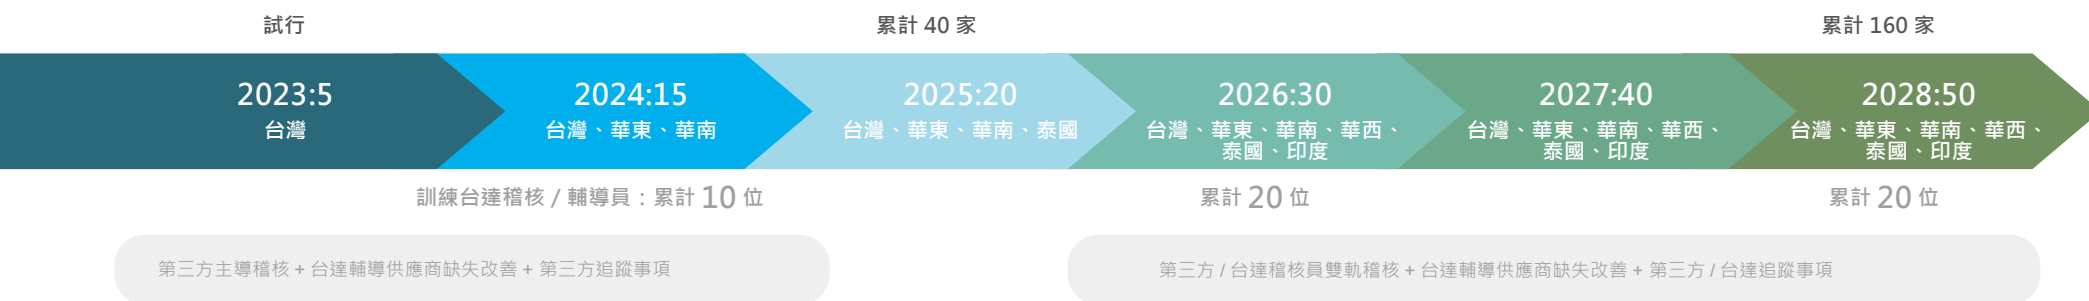 試行
累計 40 家
累計 160 家
2023:5
台灣
2024:15
台灣、華東、華南
2025:20
台灣、華東、華南、泰國
2026:30
台灣、華東、華南、華西、
泰國、印度
2027:40
台灣、華東、華南、華西、
泰國、印度
2028:50
台灣、華東、華南、華西、
泰國、印度
訓練台達稽核 / 輔導員：累計 10 位
累計 20 位
累計 20 位
第三方主導稽核 + 台達輔導供應商缺失改善 + 第三方追蹤事項
第三方 / 台達稽核員雙軌稽核 + 台達輔導供應商缺失改善 + 第三方 / 台達追蹤事項